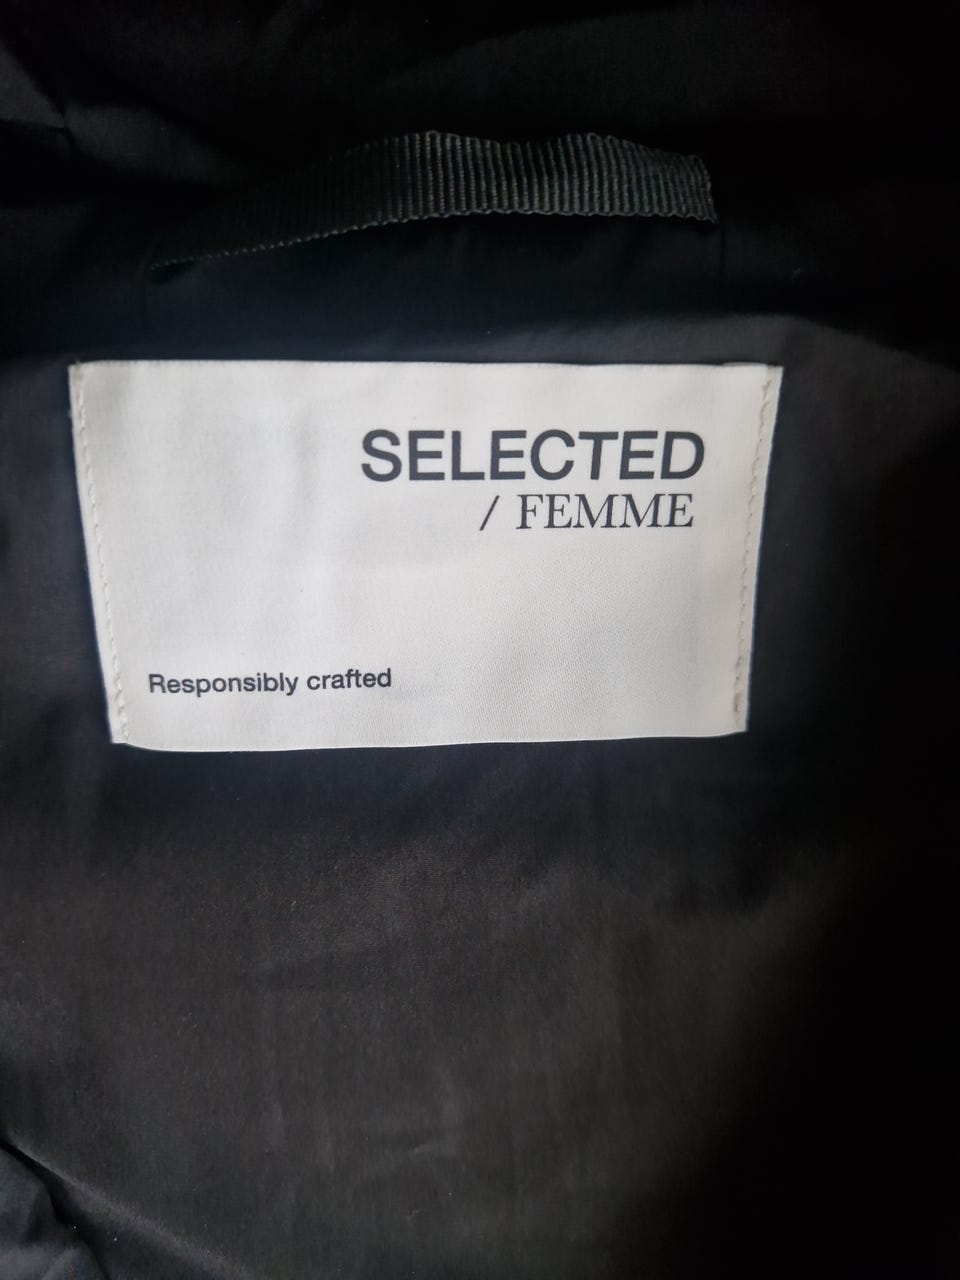 SELECTED
/ FEMME
Responsibly crafted